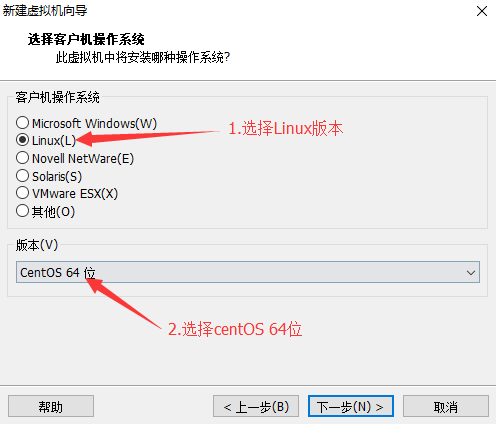 新建虚拟机向导
选择客户机操作系统
此虚拟机中将安装哪种操作系统?
客户机操作系统
Microsoft Windows(W)
1.选择Linux版本
Linux(L)
Novell NetWare(E)
Solaris(S)
VMware ESX(X)
其他(O)
版本(V)
CentOS 64 位
2.选择centOS 64位
帮助
< 上一步(B)
下一步(N) >
取消